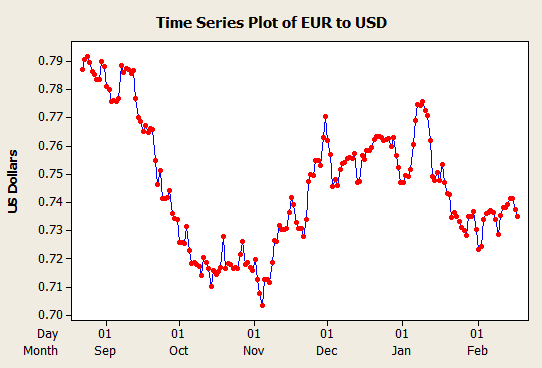 Time Series Plot of EUR to USD
US Dollars
0.79
0.78
0.77
0.76
0.75
0.74
0.73
0.72
0.71
0.70
Day 01 01 01 01 01 01
Month Sep Oct Nov Dec Jan Feb